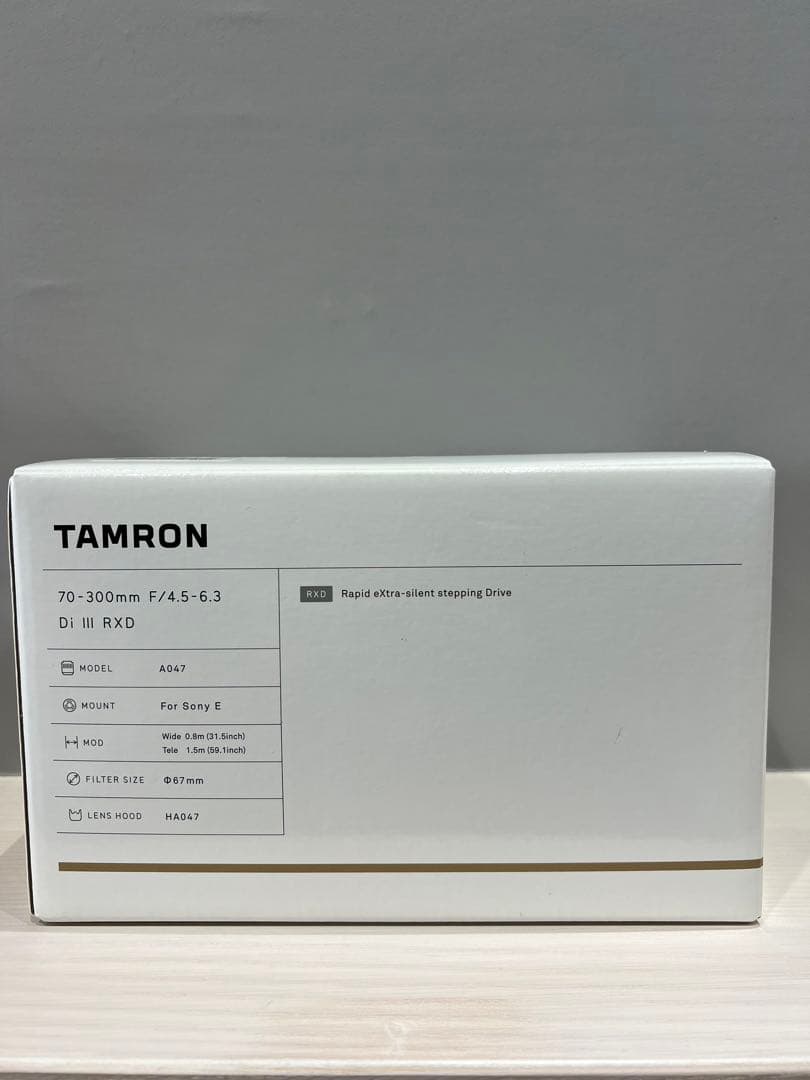 TAMRON
70-300mm F/4.5-6.3
Di III RXD
RXD Rapid eXtra-silent stepping Drive
MODEL A047
MOUNT For Sony E
MOD Wide 0.8m (31.5inch)
Tele 1.5m (59.1inch)
FILTER SIZE Φ67mm
LENS HOOD HA047